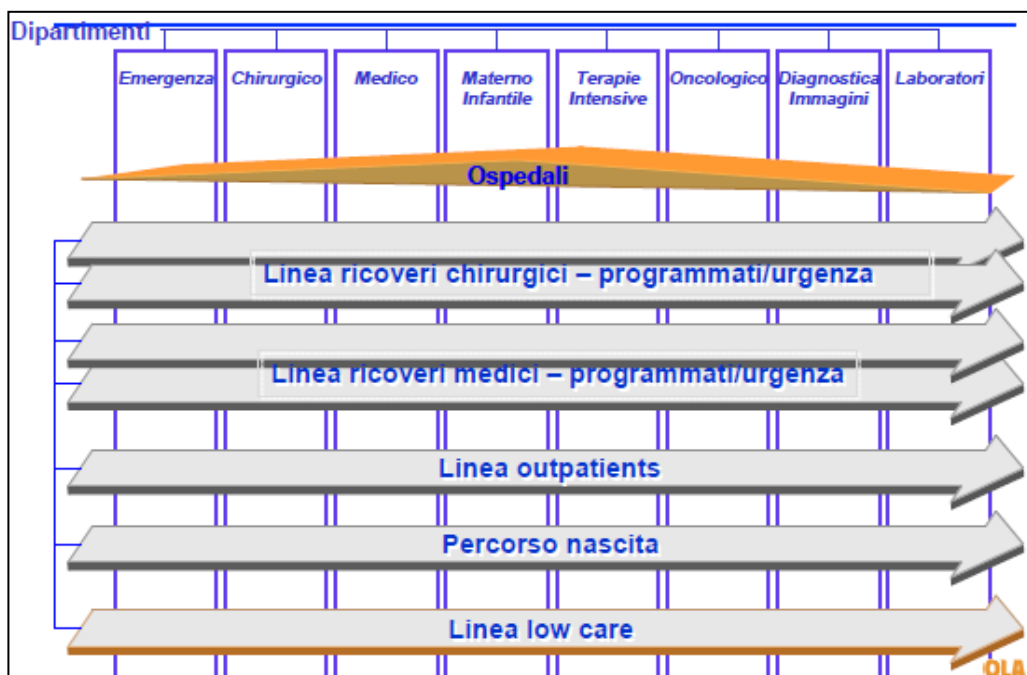 Dipartimenti
Emergenza
Chirurgico
Medico
Materno
Infantile
Terapie
Intensive
Oncologico
Diagnostica
Immagini
Laboratori
Ospedali
Linea ricoveri chirurgici – programmati/urgenza
Linea ricoveri medici – programmati/urgenza
Linea outpatients
Percorso nascita
Linea low care
OLA